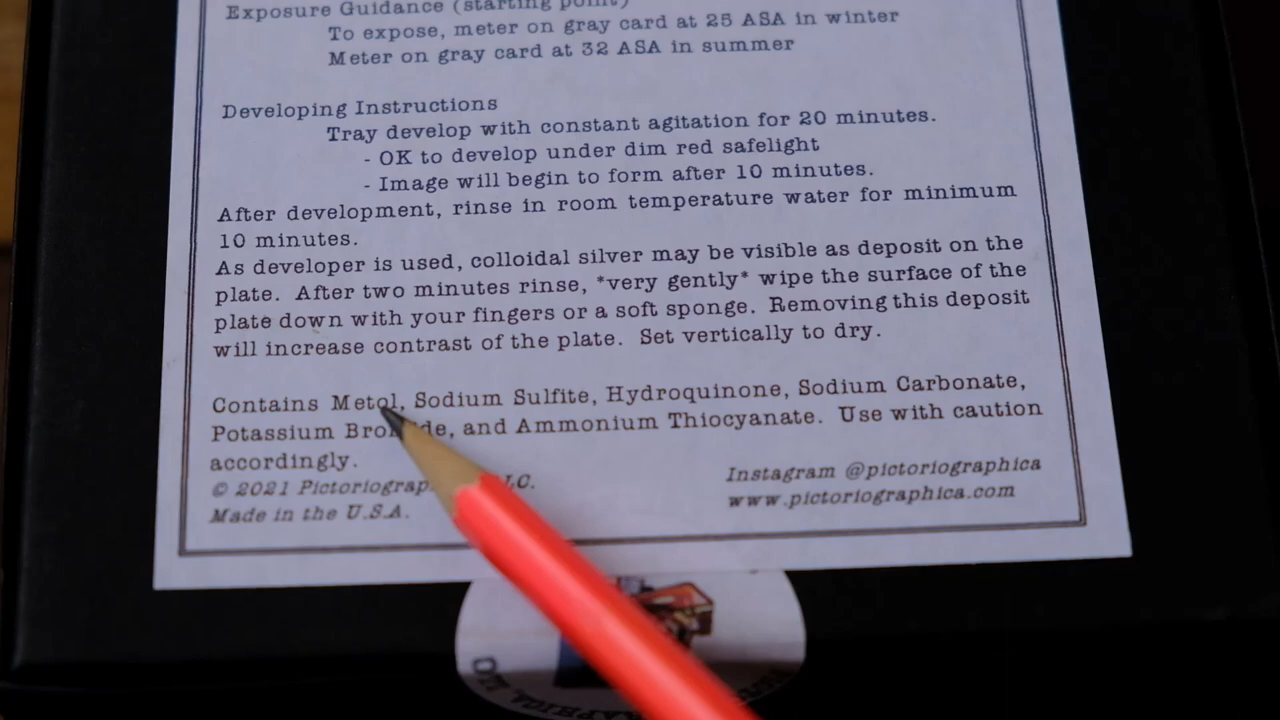 Exposure Guidance (starting point)
To expose, meter on gray card at 25 ASA in winter
Meter on gray card at 32 ASA in summer
Developing Instructions
Tray develop with constant agitation for 20 minutes.
- OK to develop under dim red safelight
- Image will begin to form after 10 minutes.
After development, rinse in room temperature water for minimum
10 minutes.
As developer is used, colloidal silver may be visible as deposit on the
plate. After two minutes rinse, *very gently* wipe the surface of the
plate down with your fingers or a soft sponge. Removing this deposit
will increase contrast of the plate. Set vertically to dry.
Contains Metol, Sodium Sulfite, Hydroquinone, Sodium Carbonate,
Potassium and Ammonium Thiocyanate. Use with caution
accordingly.
© 2021
Instagram @pictoriographica
Made in the U.S.A.
www.pictoriographica.com